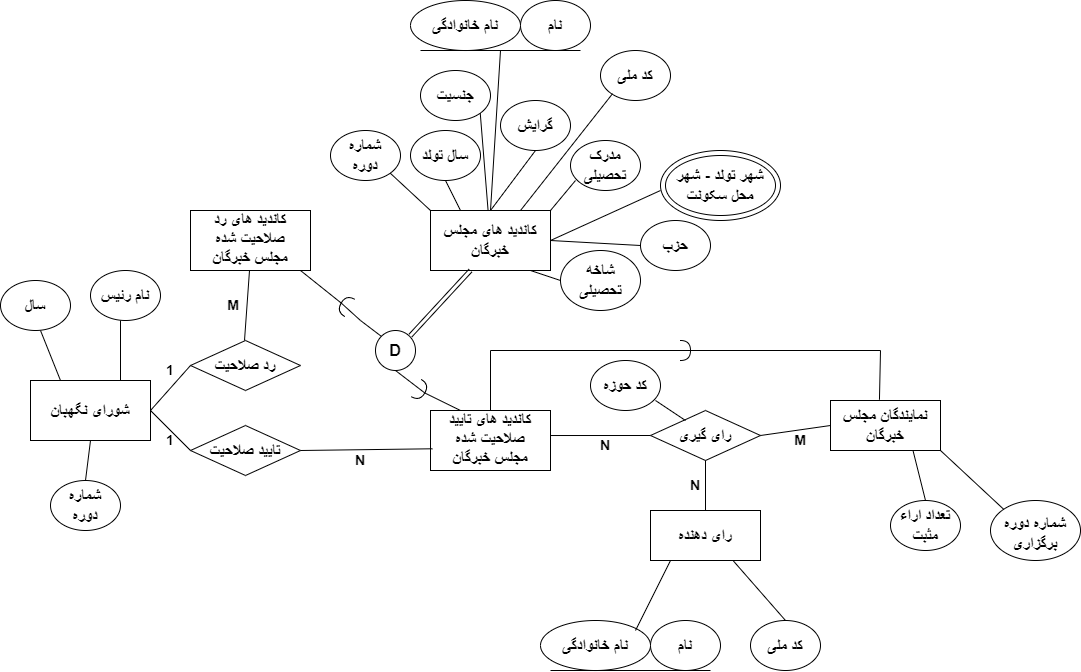 نام خانوادگی
نام
کد ملی
جنسیت
گرایش
شماره
دوره
سال تولد
مدرک
تحصیلی
شهر تولد - شهر
محل سکونت
کاندید های رد
صلاحیت شده
مجلس خبرگان
کاندید های مجلس
خبرگان
حزب
شاخه
تحصیلی
نام رئیس
سال
M
D
1
رد صلاحیت
کد حوزه
شورای نگهبان
کاندید های تایید
صلاحیت شده
مجلس خبرگان
نمایندگان مجلس
خبرگان
رای گیری
1
تایید صلاحیت
N
N
M
N
شماره
دوره
تعداد اراء
مثبت
شماره دوره
برگزاری
رای دهنده
نام خانوادگی
نام
کد ملی